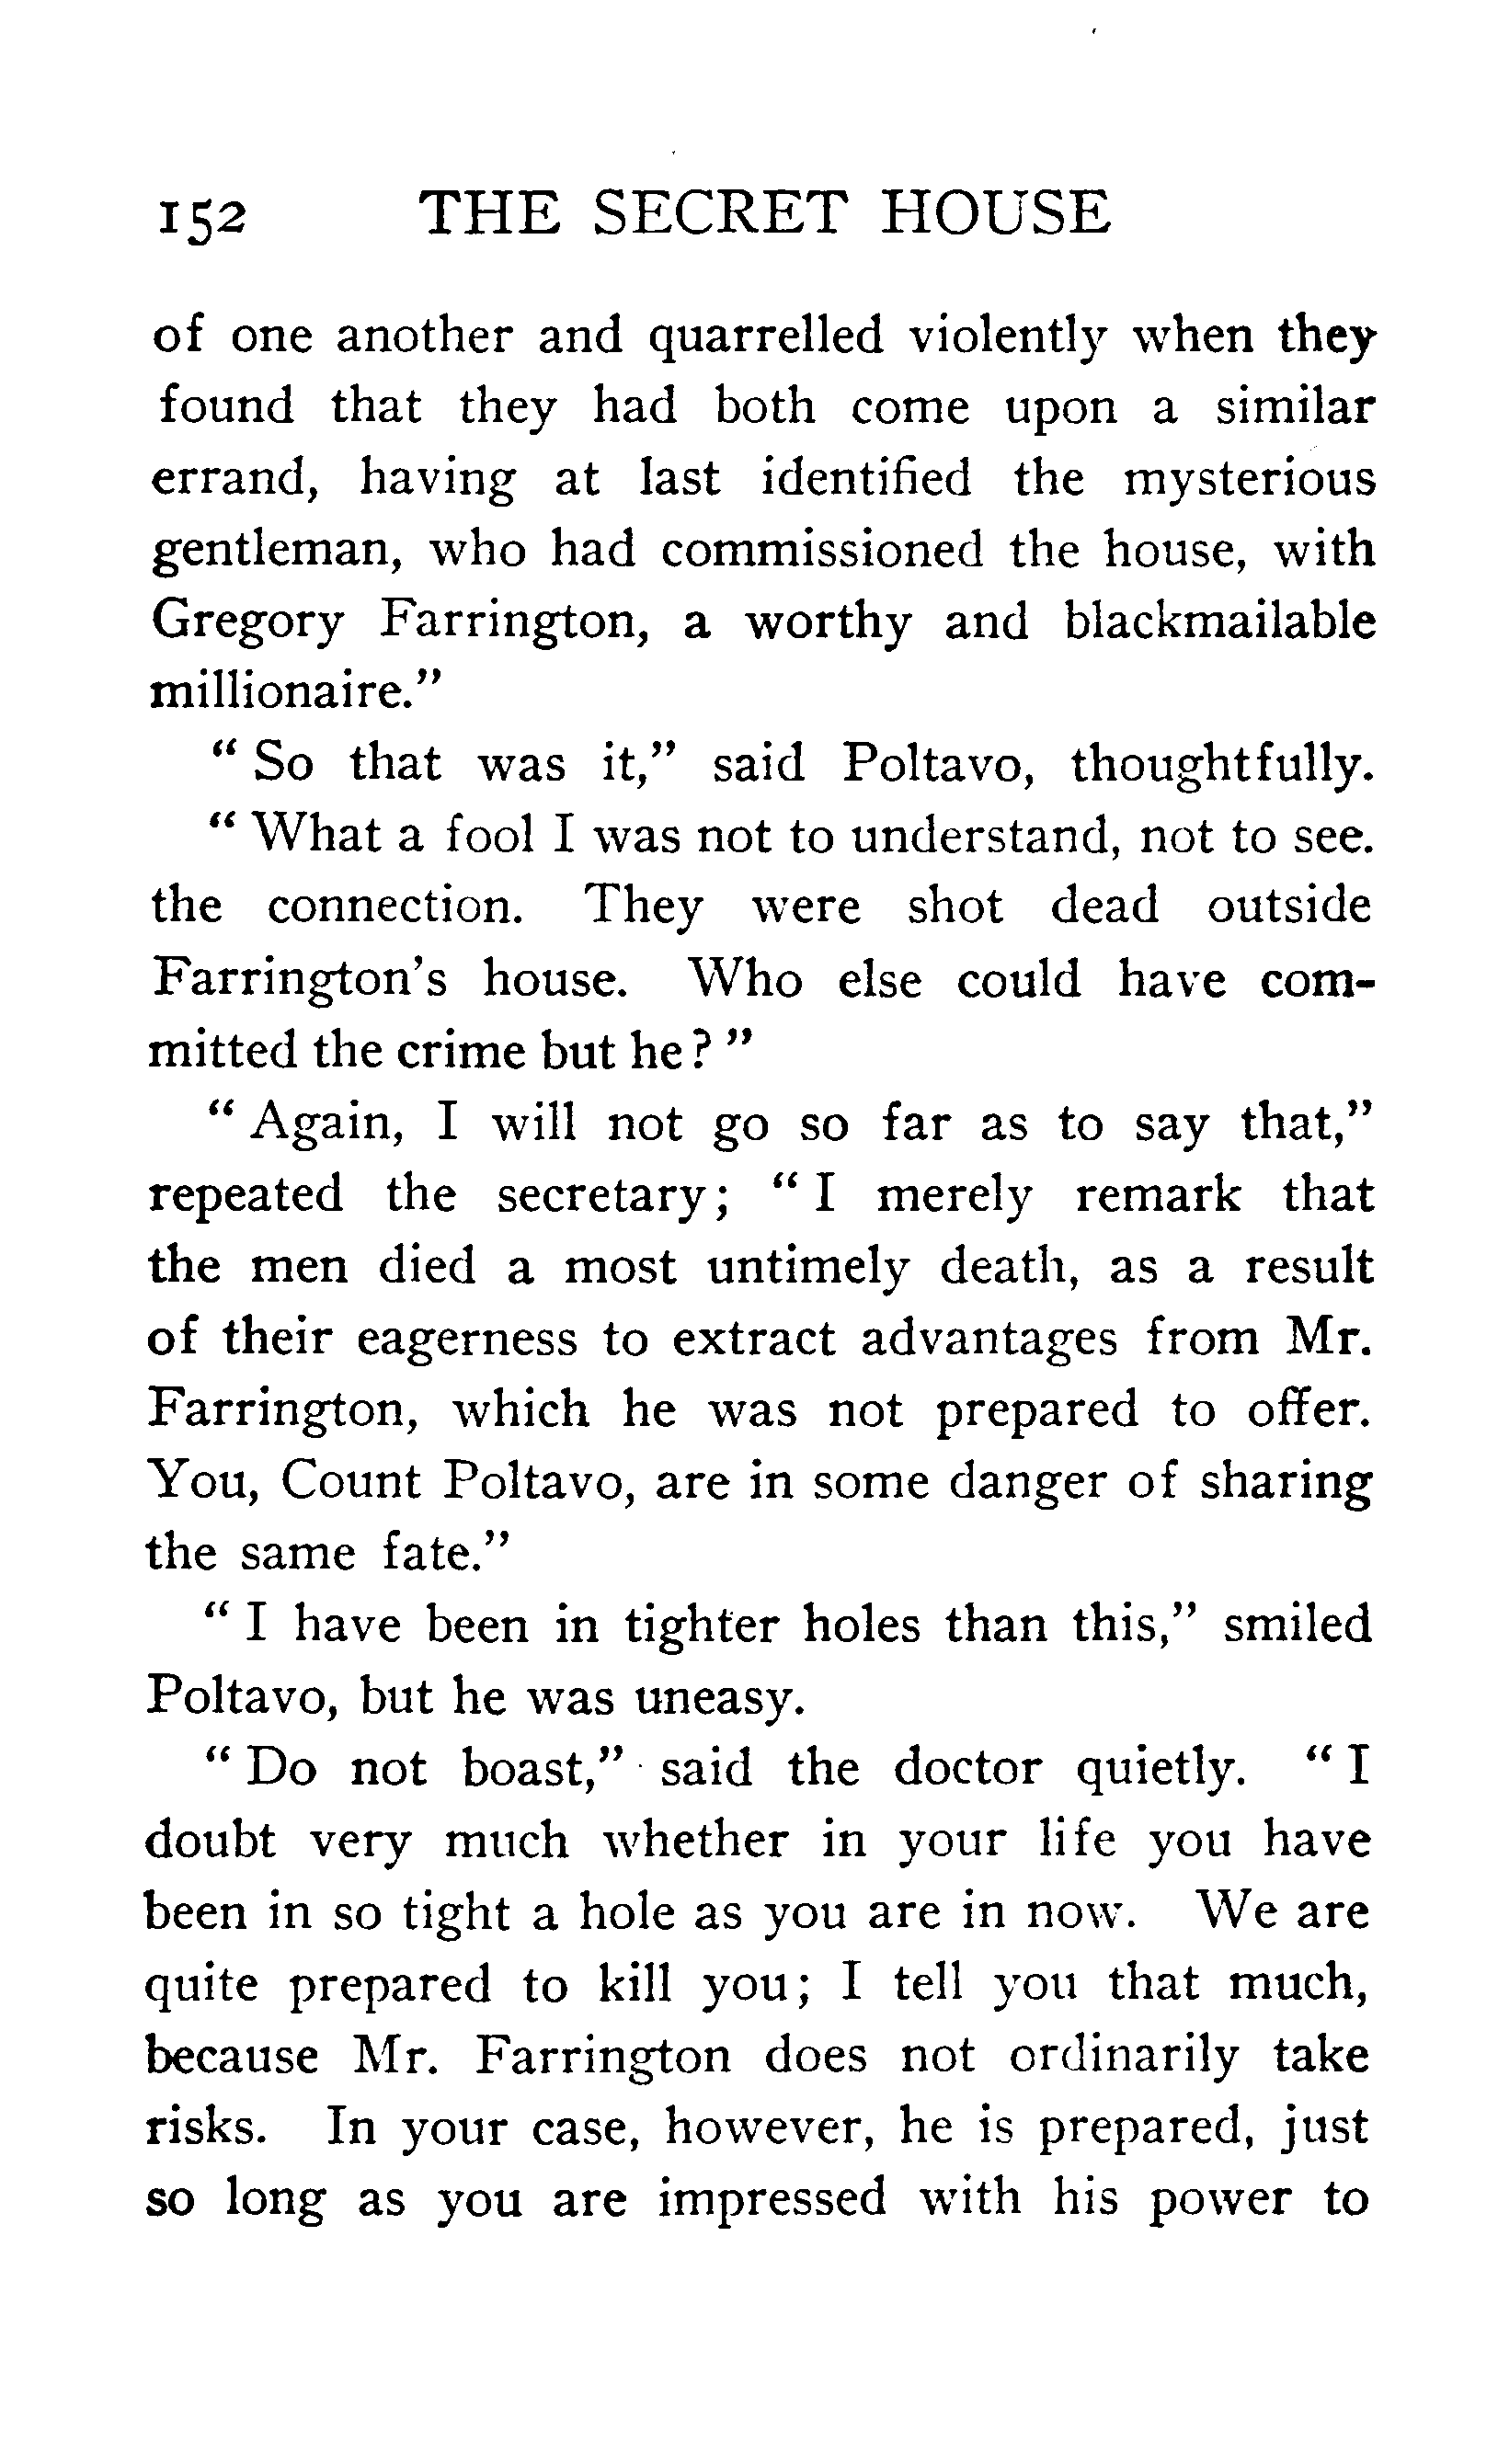 152 THE SECRET HOUSE
of one another and quarrelled violently when they
found that they had both come upon a similar
errand, having at last identified the mysterious
gentleman, who had commissioned the house, with
Gregory Farrington, a worthy and blackmailable
millionaire."
" So that was it," said Poltavo, thoughtfully.
" What a fool I was not to understand, not to see.
the connection. They were shot dead outside
Farrington's house. Who else could have com-
mitted the crime but he ? "
" Again, I will not go so far as to say that,"
repeated the secretary; " I merely remark that
the men died a most untimely death, as a result
of their eagerness to extract advantages from Mr.
Farrington, which he was not prepared to offer.
You, Count Poltavo, are in some danger of sharing
the same fate."
" I have been in tighter holes than this," smiled
Poltavo, but he was uneasy.
" Do not boast," said the doctor quietly. " I
doubt very much whether in your life you have
been in so tight a hole as you are in now. We are
quite prepared to kill you; I tell you that much,
because Mr. Farrington does not ordinarily take
risks. In your case, however, he is prepared, just
so long as you are impressed with his power to